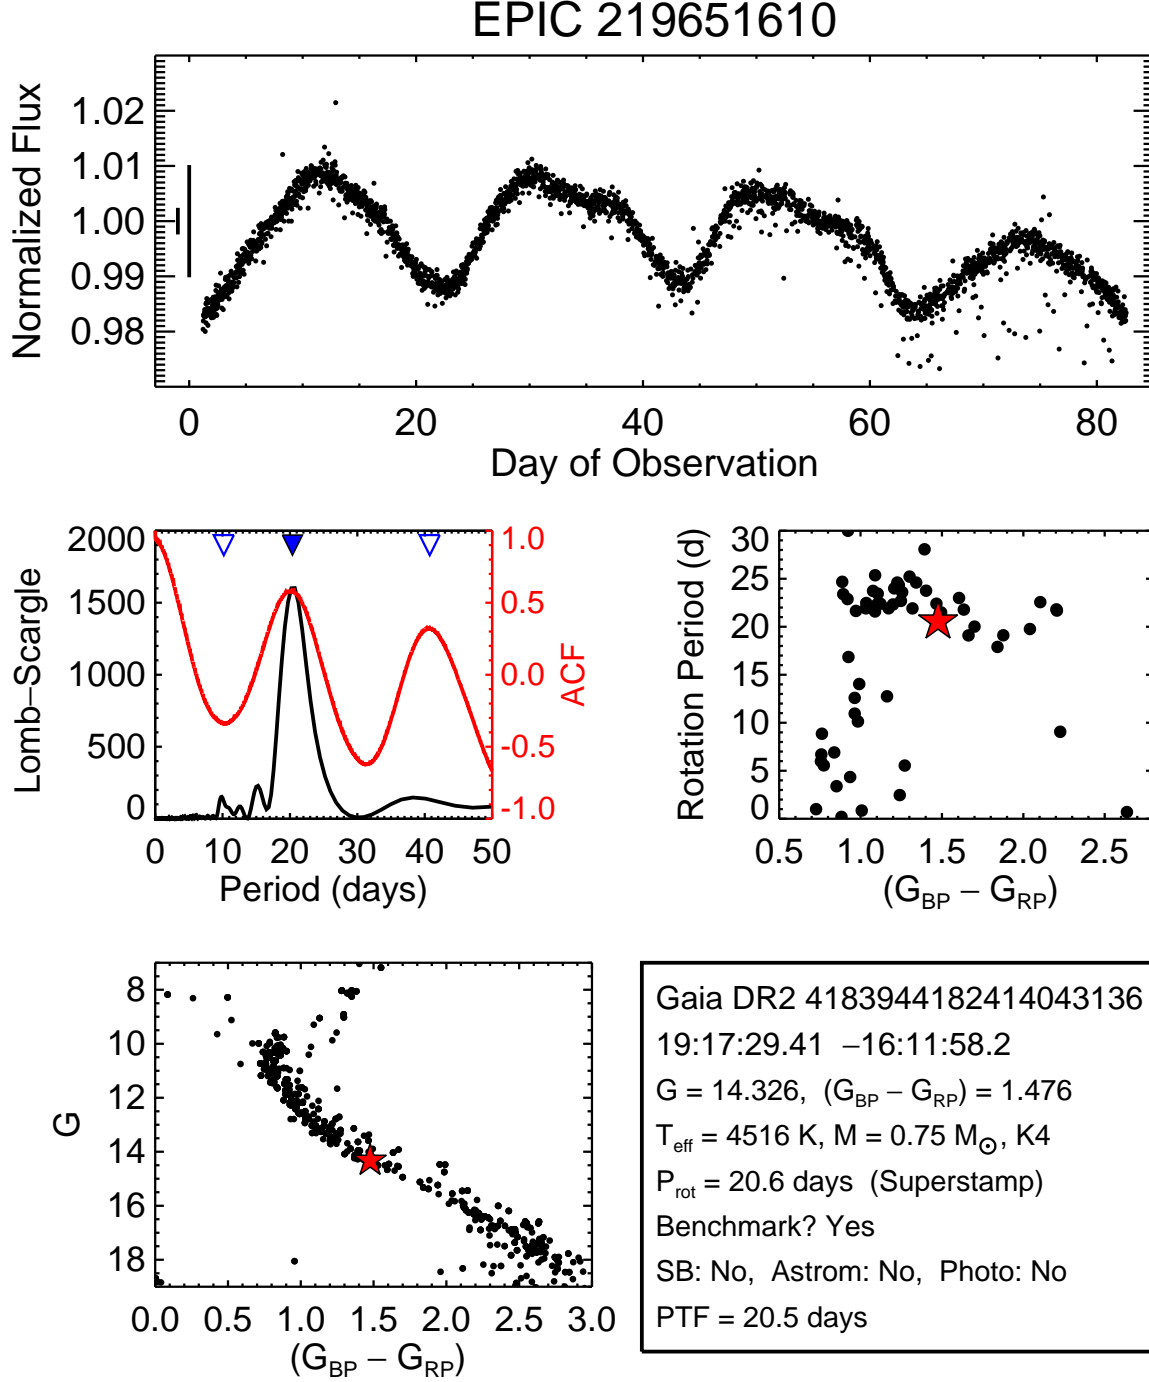 EPIC 219651610
Normalized Flux
1.02
1.01
1.00
0.99
0.98
0 20 40 60 80
Day of Observation
Lomb−Scargle
2000
1500
1000
500
0
1.0
0.5
0.0
-0.5
-1.0
ACF
0 10 20 30 40 50
Period (days)
Rotation Period (d)
30
25
20
15
10
5
0
0.5 1.0 1.5 2.0 2.5
(G_BP − G_RP)
G
8
10
12
14
16
18
0.0 0.5 1.0 1.5 2.0 2.5 3.0
(G_BP − G_RP)
Gaia DR2 4183944182414043136
19:17:29.41 −16:11:58.2
G = 14.326, (G_BP − G_RP) = 1.476
T_eff = 4516 K, M = 0.75 M_⊙, K4
P_rot = 20.6 days (Superstamp)
Benchmark? Yes
SB: No, Astrom: No, Photo: No
PTF = 20.5 days